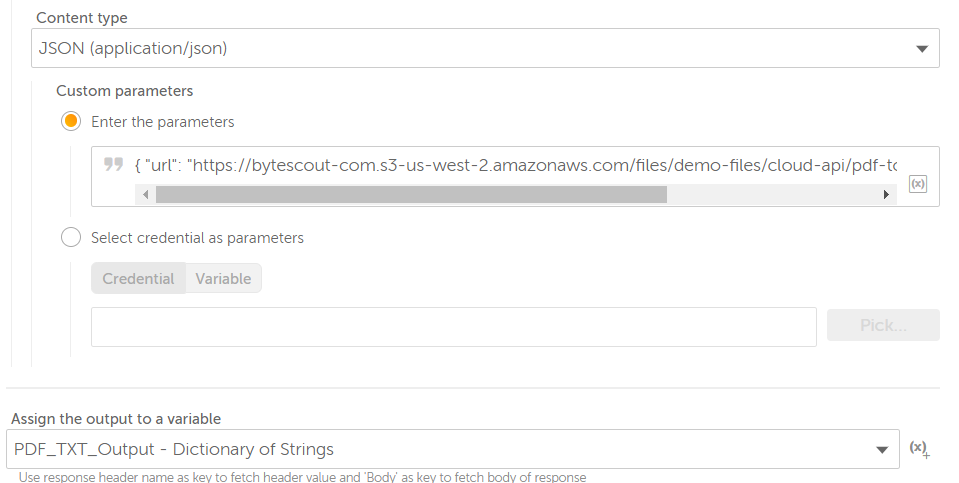 Content type
JSON (application/json)
Custom parameters
Enter the parameters
{ "url": "https://bytescout-com.s3-us-west-2.amazonaws.com/files/demo-files/cloud-api/pdf-to
(x)
Select credential as parameters
Credential Variable
Pick...
Assign the output to a variable
PDF_TXT_Output - Dictionary of Strings
(x)+
Use response header name as key to fetch header value and 'Body' as key to fetch body of response